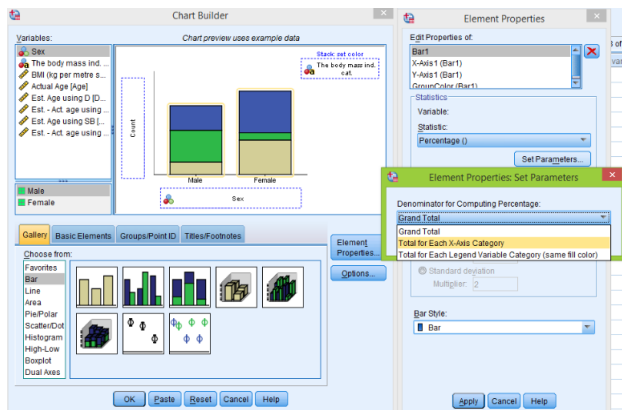 Chart Builder
Variables:
Chart preview uses example data
Sex
The body mass ind. ...
BMI (kg per metre s...
Actual Age [Age]
Est. Age using D [D...
Est. - Act. age using ...
Est. Age using SB [...
Est. - Act. age using ...
Male
Female
Stack: set color
The body mass ind.
cat.
Count
Male
Female
Sex
Gallery
Basic Elements
Groups/Point ID
Titles/Footnotes
Choose from:
Favorites
Bar
Line
Area
Pie/Polar
Scatter/Dot
Histogram
High-Low
Boxplot
Dual Axes
Element
Properties...
Options...
OK
Paste
Reset
Cancel
Help
Element Properties
Edit Properties of:
Bar1
X-Axis1 (Bar1)
Y-Axis1 (Bar1)
GroupColor (Bar1)
Statistics
Variable:
Statistic:
Percentage ()
Set Parameters...
Element Properties: Set Parameters
Denominator for Computing Percentage:
Grand Total
Grand Total
Total for Each X-Axis Category
Total for Each Legend Variable Category (same fill color)
Standard deviation
Multiplier: 2
Bar Style:
Bar
Apply
Cancel
Help